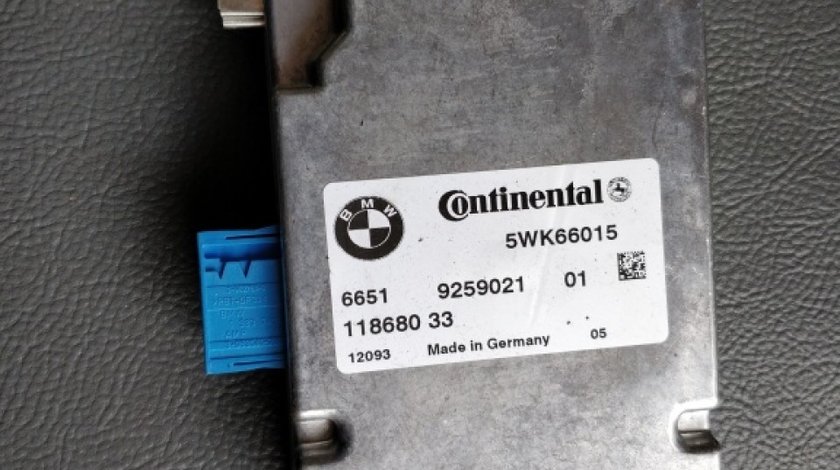 BMW
Continental
5WK66015
6651 9259021 01
118680 33
12093 Made in Germany 05